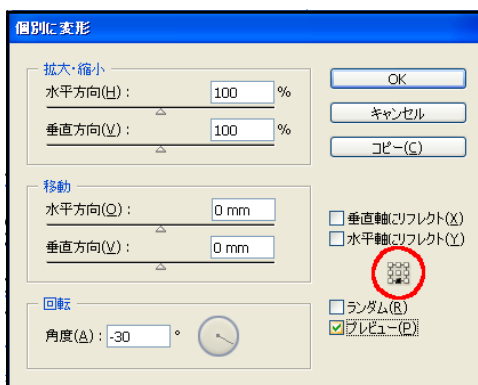 個別に変形
拡大・縮小
水平方向(H): 100 %
垂直方向(V): 100 %
移動
水平方向(O): 0 mm
垂直方向(V): 0 mm
回転
角度(A): -30 °
OK
キャンセル
コピー(C)
垂直軸にリフレクト(X)
水平軸にリフレクト(Y)
ランダム(R)
プレビュー(P)